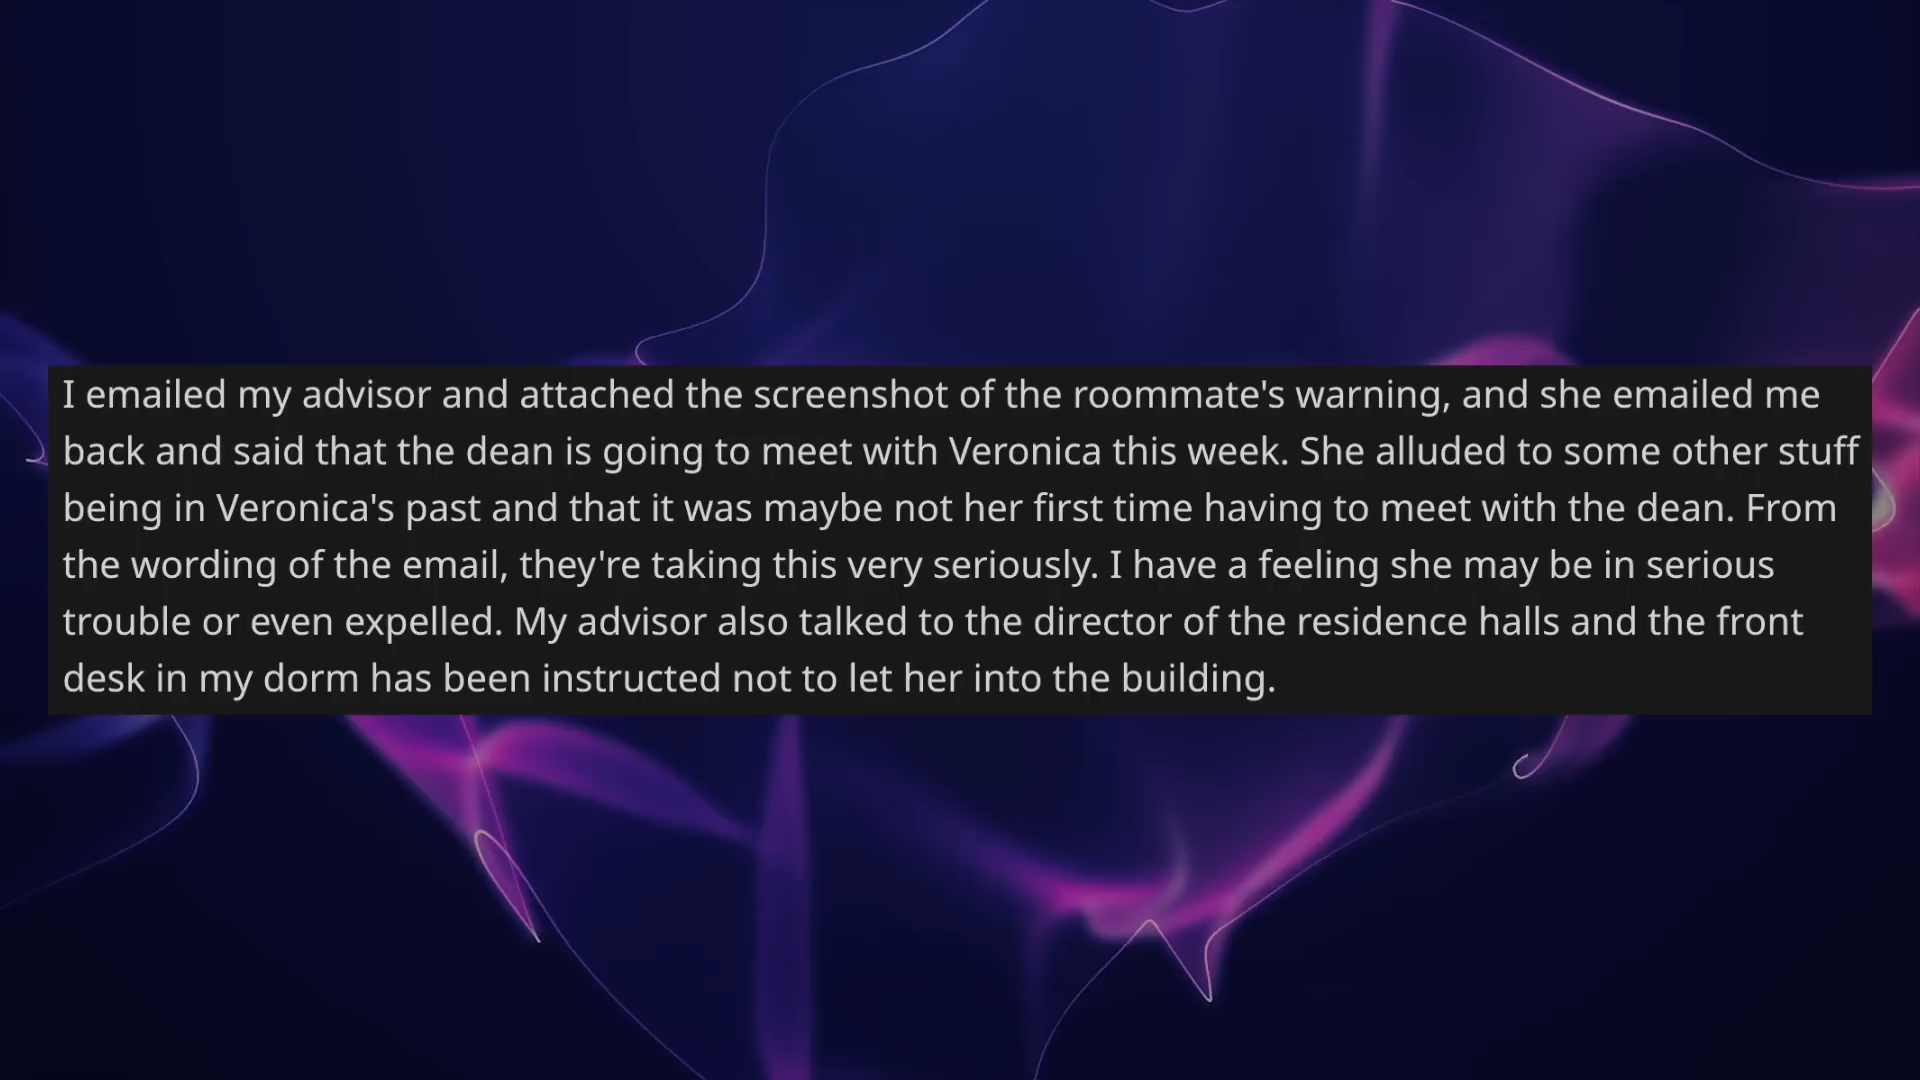 I emailed my advisor and attached the screenshot of the roommate's warning, and she emailed me
back and said that the dean is going to meet with Veronica this week. She alluded to some other stuff
being in Veronica's past and that it was maybe not her first time having to meet with the dean. From
the wording of the email, they're taking this very seriously. I have a feeling she may be in serious
trouble or even expelled. My advisor also talked to the director of the residence halls and the front
desk in my dorm has been instructed not to let her into the building.